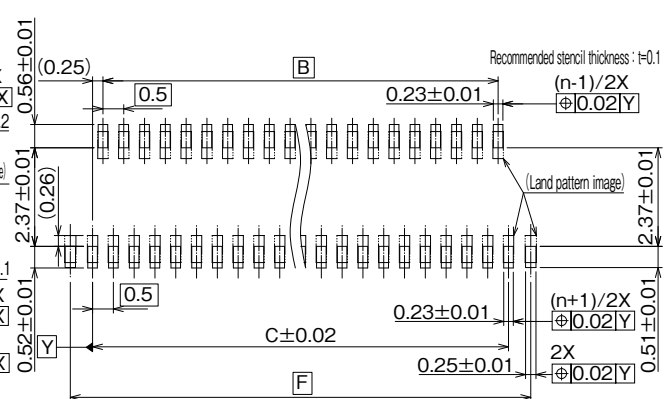 Recommended stencil thickness : t=0.1
(0.25)
B
0.56±0.01
0.5
0.23±0.01
(n-1)/2X
⌖ 0.02 Y
X
X
2
2.37±0.01
(0.26)
(Land pattern image)
2.37±0.01
.1
X
X
0.5
0.23±0.01
(n+1)/2X
⌖ 0.02 Y
0.52±0.01
Y
C±0.02
0.51±0.01
X
0.25±0.01
2X
⌖ 0.02 Y
F